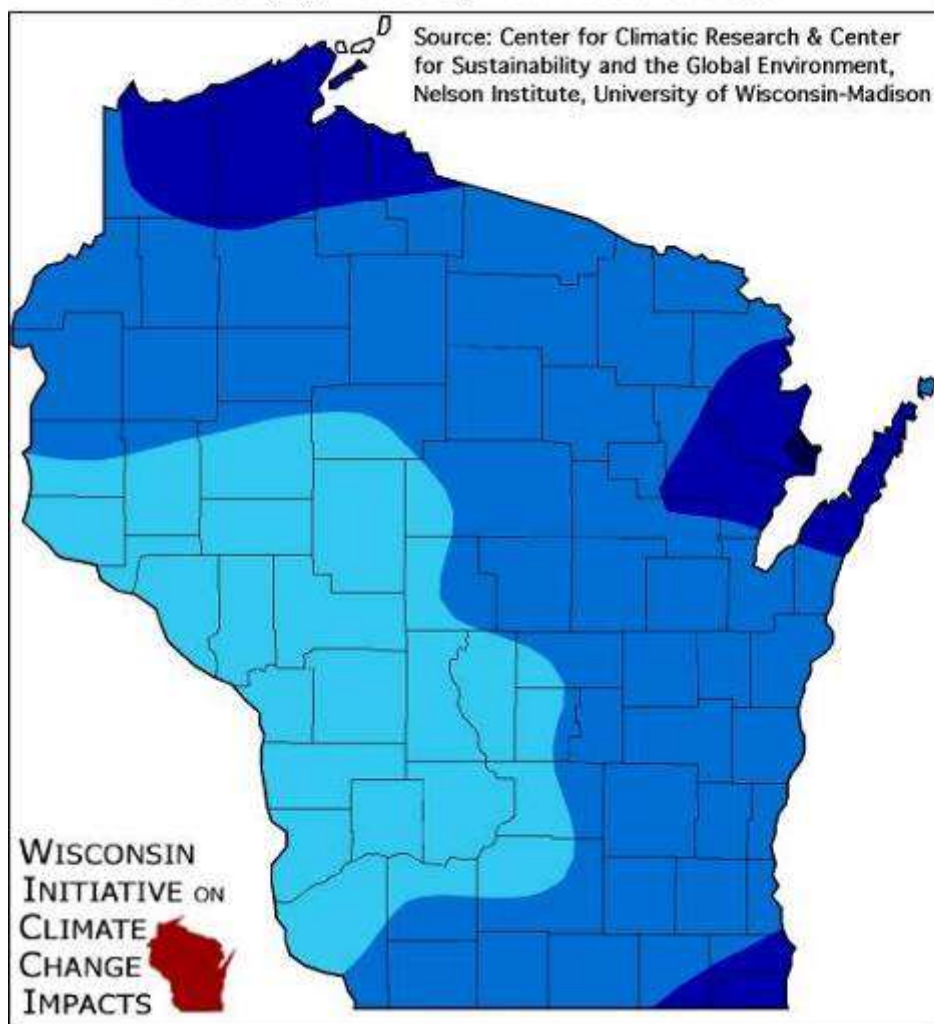 Source: Center for Climatic Research & Center
for Sustainability and the Global Environment,
Nelson Institute, University of Wisconsin-Madison
WISCONSIN
INITIATIVE ON
CLIMATE
CHANGE
IMPACTS